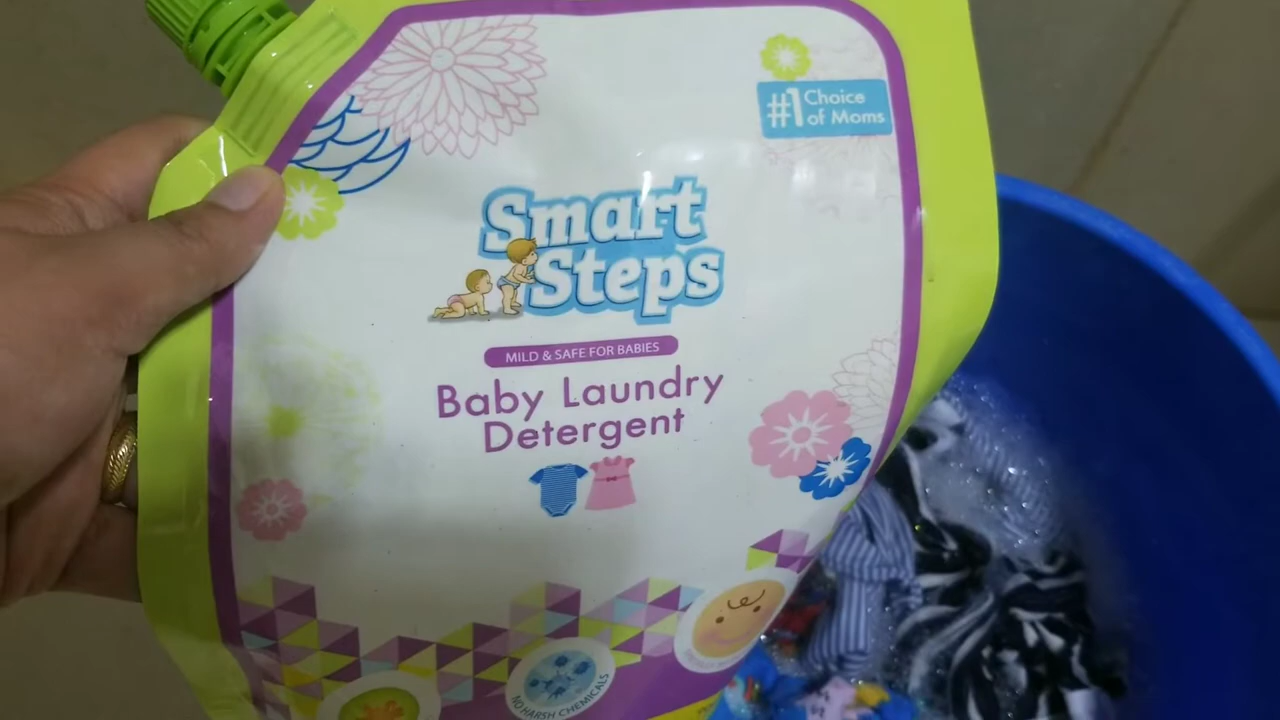 #1 Choice
of Moms
Smart
Steps
MILD & SAFE FOR BABIES
Baby Laundry
Detergent
NO HARSH CHEMICALS